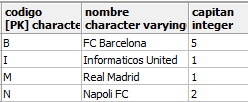 codigo nombre capitan
[PK] characte character varying integer
B FC Barcelona 5
I Informaticos United 1
M Real Madrid 1
N Napoli FC 2